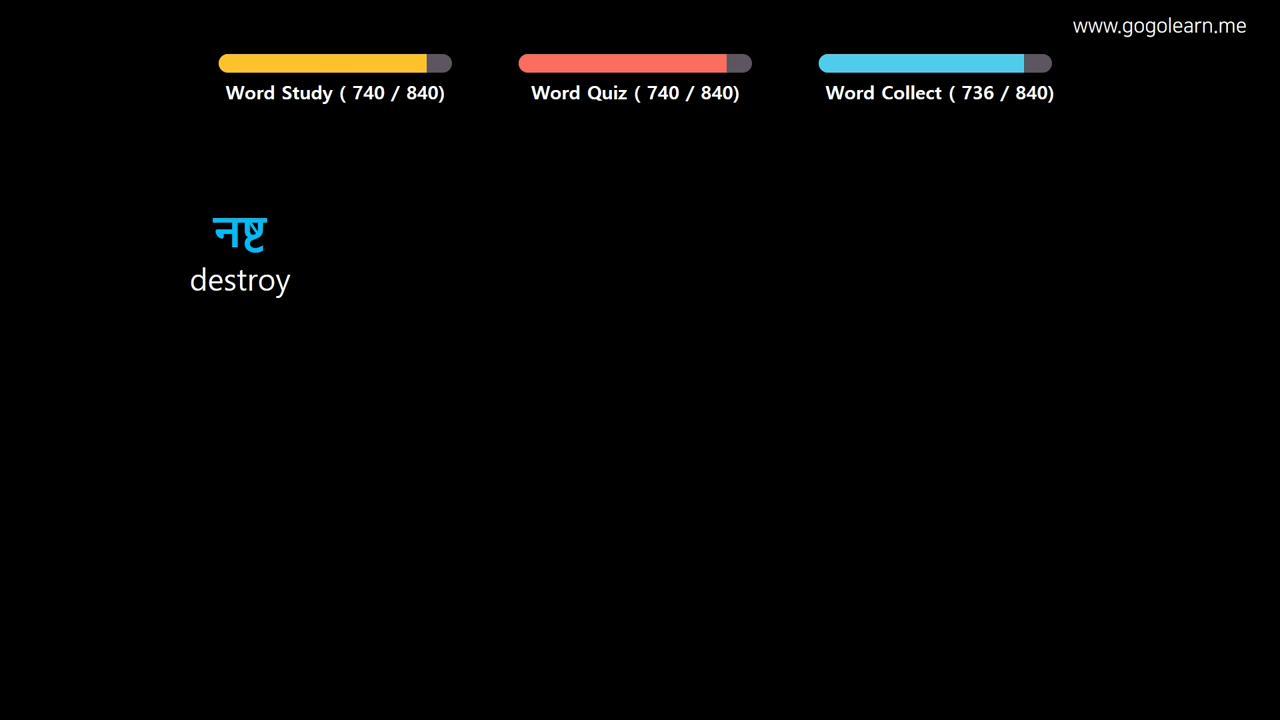 www.gogolearn.me
Word Study ( 740 / 840)
Word Quiz ( 740 / 840)
Word Collect ( 736 / 840)
नष्ट
destroy